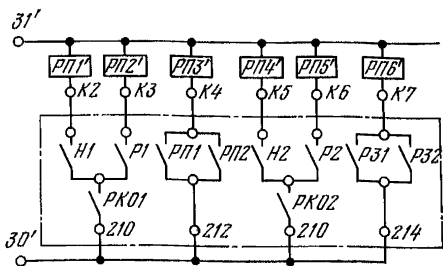 31'
РП1' РП2' РП3' РП4' РП5' РП6'
К2 К3 К4 К5 К6 К7
Н1 Р1 РП1 РП2 Н2 Р2 РЗ1 РЗ2
РКО1 РКО2
210 212 210 214
30'